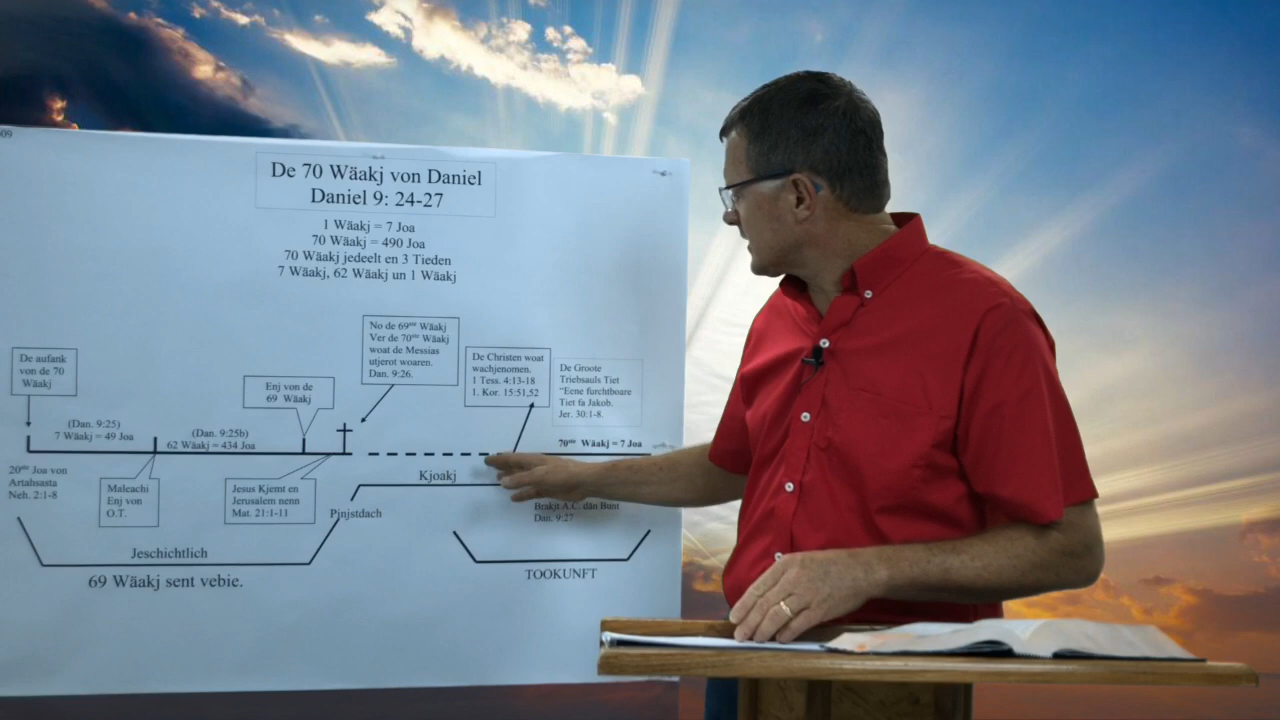 09
De 70 Wäakj von Daniel
Daniel 9: 24-27
1 Wäakj = 7 Joa
70 Wäakj = 490 Joa
70 Wäakj jedeelt en 3 Tieden
7 Wäakj, 62 Wäakj un 1 Wäakj
De aufank
von de 70
Wäakj
(Dan. 9:25)
7 Wäakj = 49 Joa
(Dan. 9:25b)
62 Wäakj = 434 Joa
Enj von de
69 Wäakj
No de 69ste Wäakj
Ver de 70ste Wäakj
woat de Messias
utjerot woaren.
Dan. 9:26.
De Christen woat
wachjenomen.
1 Tess. 4:13-18
1. Kor. 15:51,52
De Groote
Triebsauls Tiet
“Eene furchtboare
Tiet fa Jakob.
Jer. 30:1-8.
70ste Wäakj = 7 Joa
20ste Joa von
Artahsasta
Neh. 2:1-8
Maleachi
Enj von
O.T.
Jesus Kjemt en
Jerusalem nenn
Mat. 21:1-11
Kjoakj
Pinjstdach
Brakjt A.C. dän Bunt
Dan. 9:27
Jeschichtlich
69 Wäakj sent vebie.
TOOKUNFT